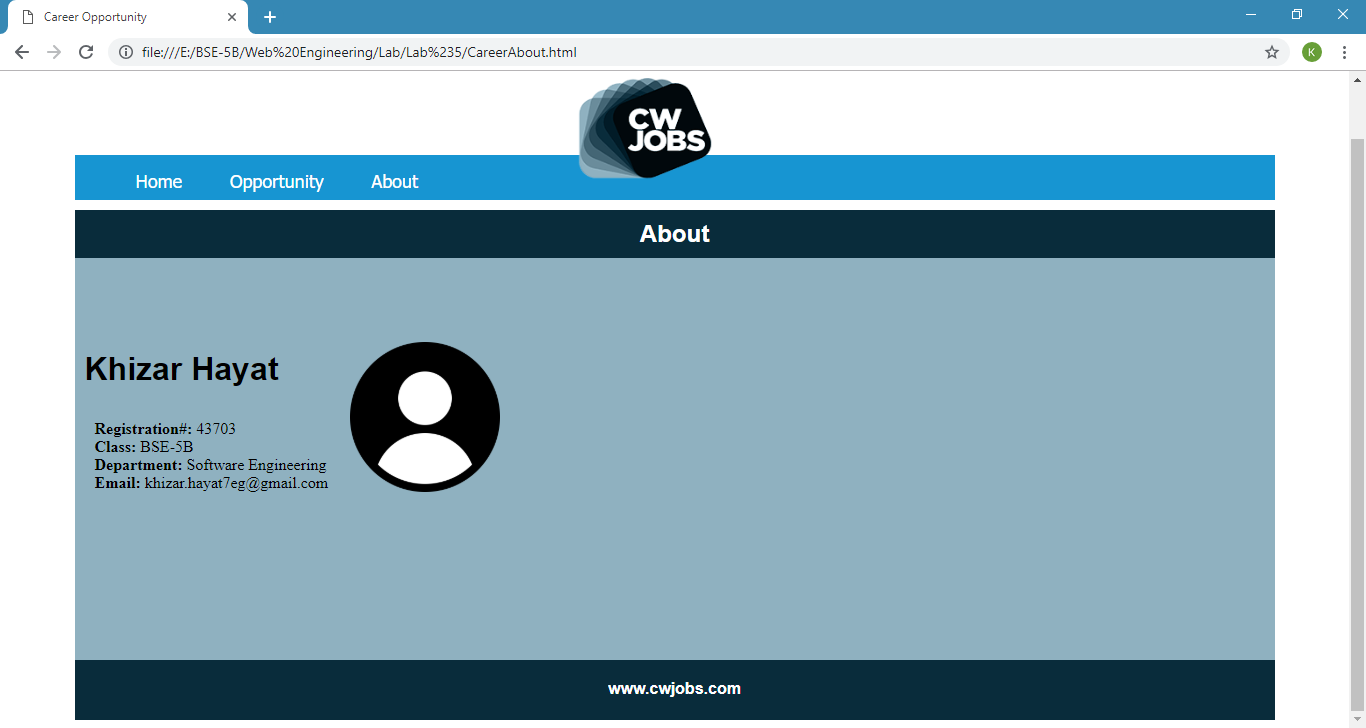 Career Opportunity
file:///E:/BSE-5B/Web%20Engineering/Lab/Lab%235/CareerAbout.html
K
CW
JOBS
Home Opportunity About
About
Khizar Hayat
Registration#: 43703
Class: BSE-5B
Department: Software Engineering
Email: khizar.hayat7eg@gmail.com
www.cwjobs.com